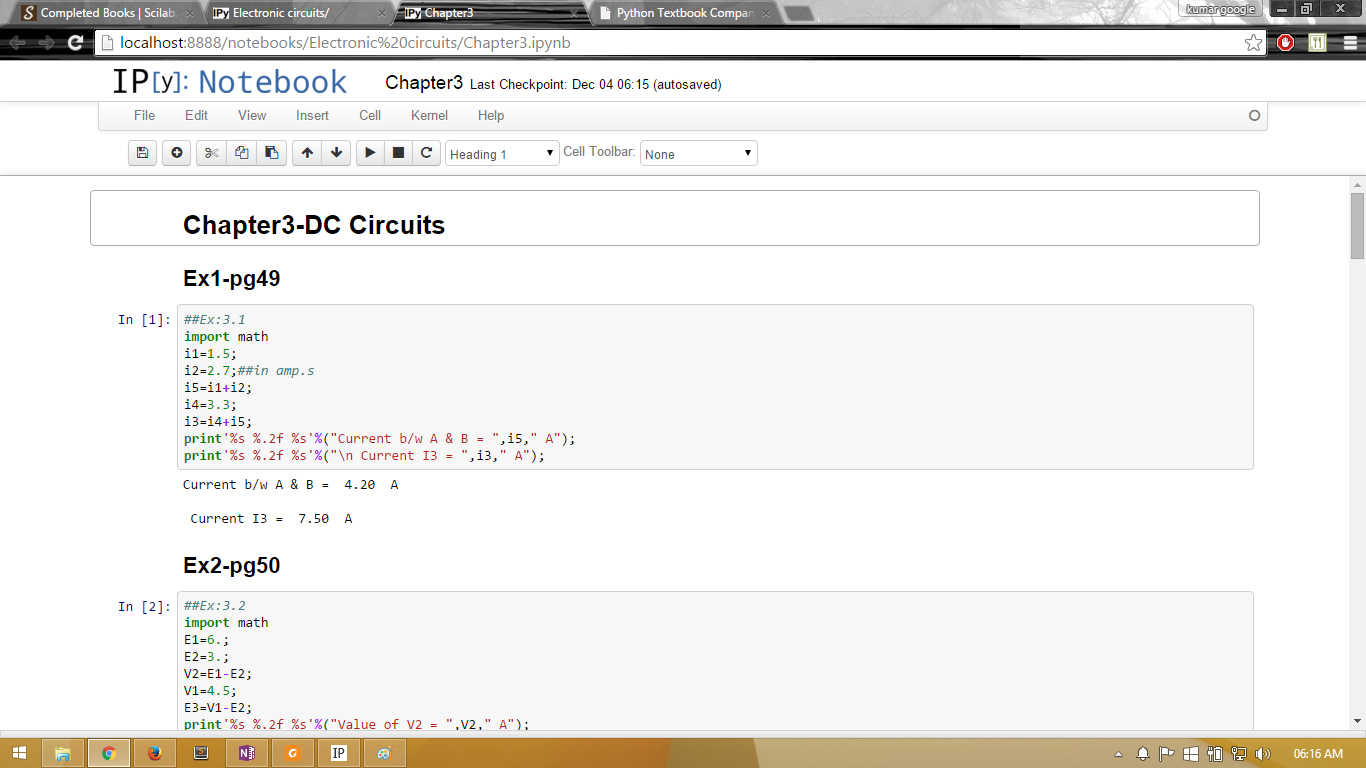 Completed Books | Scilab
IPy Electronic circuits/
IPy Chapter3
Python Textbook Compan
kumar google
localhost:8888/notebooks/Electronic%20circuits/Chapter3.ipynb
IP[y]: Notebook
Chapter3 Last Checkpoint: Dec 04 06:15 (autosaved)
File Edit View Insert Cell Kernel Help
Heading 1 Cell Toolbar: None
Chapter3-DC Circuits
Ex1-pg49
In [1]:
##Ex:3.1
import math
i1=1.5;
i2=2.7;##in amp.s
i5=i1+i2;
i4=3.3;
i3=i4+i5;
print'%s %.2f %s'%("Current b/w A & B = ",i5," A");
print'%s %.2f %s'%("\n Current I3 = ",i3," A");
Current b/w A & B =  4.20  A
Current I3 =  7.50  A
Ex2-pg50
In [2]:
##Ex:3.2
import math
E1=6.;
E2=3.;
V2=E1-E2;
V1=4.5;
E3=V1-E2;
print'%s %.2f %s'%("Value of V2 = ",V2," A");
IP
06:16 AM